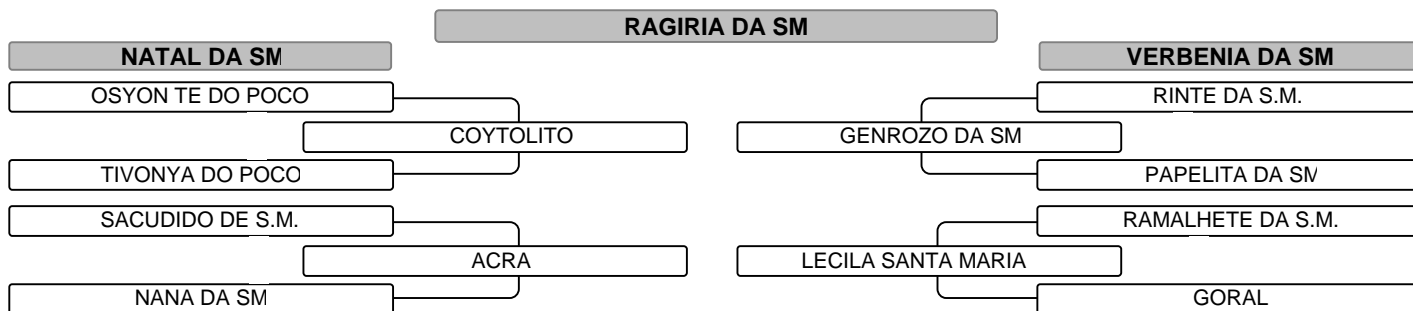 RAGIRIA DA SM
NATAL DA SM
VERBENIA DA SM
OSYON TE DO POCO
RINTE DA S.M.
COYTOLITO
GENROZO DA SM
TIVONYA DO POCO
PAPELITA DA SM
SACUDIDO DE S.M.
RAMALHETE DA S.M.
ACRA
LECILA SANTA MARIA
NANA DA SM
GORAL